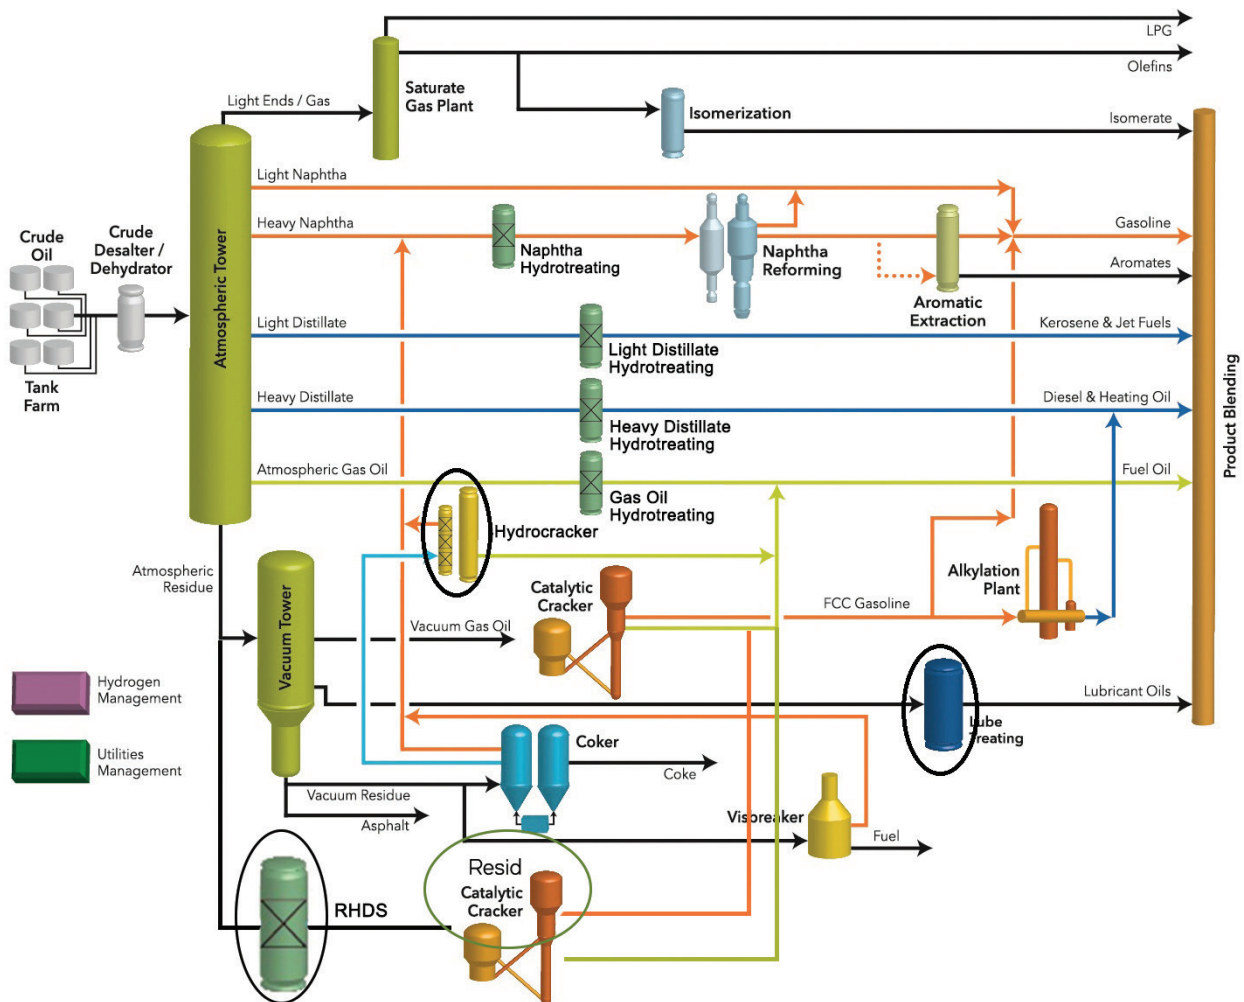 LPG
Olefins
Saturate
Gas Plant
Light Ends / Gas
Isomerization
Isomerate
Light Naphtha
Heavy Naphtha
Gasoline
Crude
Oil
Crude
Desalter /
Dehydrator
Atmospheric Tower
Naphtha
Hydrotreating
Naphtha
Reforming
Aromates
Aromatic
Extraction
Light Distillate
Kerosene & Jet Fuels
Light Distillate
Hydrotreating
Tank
Farm
Heavy Distillate
Diesel & Heating Oil
Heavy Distillate
Hydrotreating
Product Blending
Atmospheric Gas Oil
Fuel Oil
Gas Oil
Hydrotreating
Hydrocracker
Atmospheric
Residue
Catalytic
Cracker
Alkylation
Plant
FCC Gasoline
Vacuum Tower
Vacuum Gas Oil
Hydrogen
Management
Lubricant Oils
Lube
Treating
Utilities
Management
Coker
Coke
Vacuum Residue
Asphalt
Visbreaker
Fuel
Resid
Catalytic
Cracker
RHDS